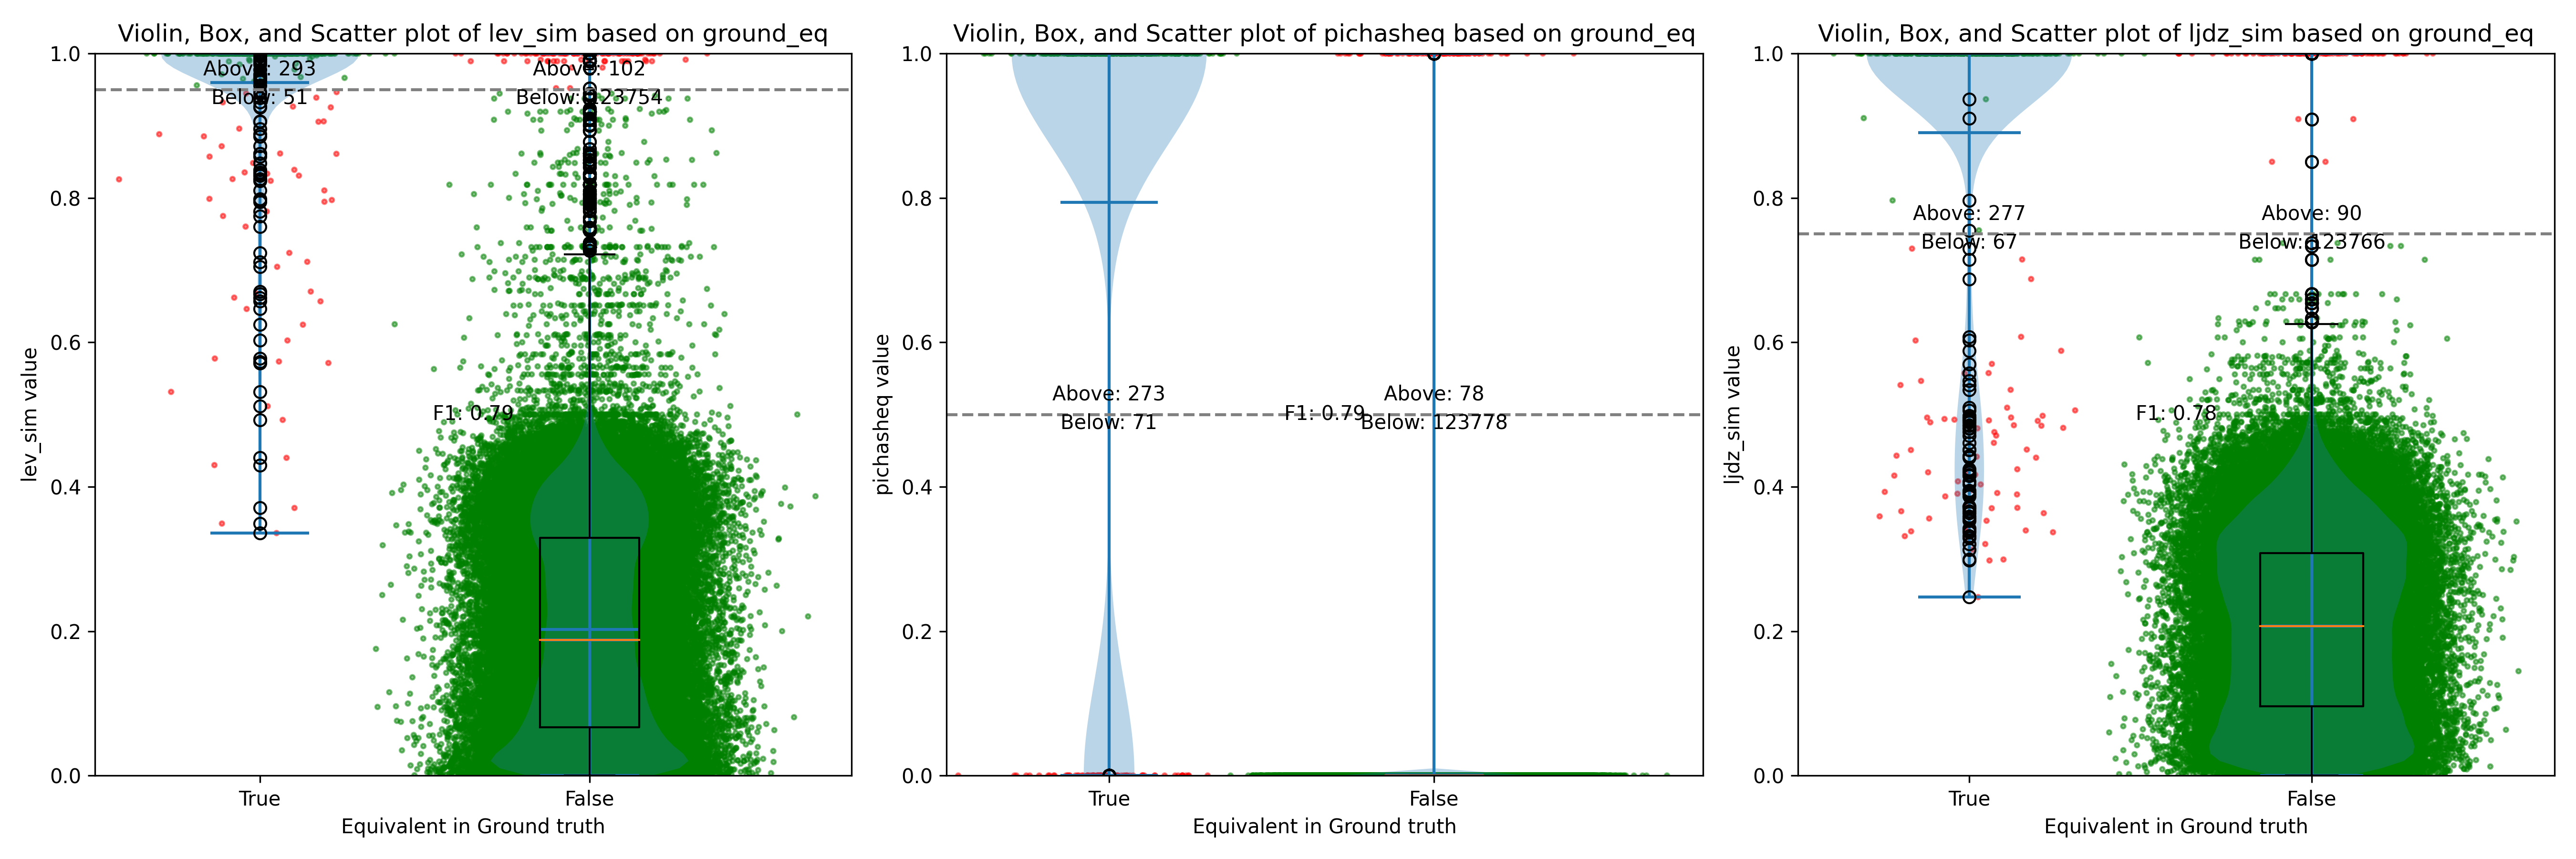 Violin, Box, and Scatter plot of lev_sim based on ground_eq
1.0
0.8
0.6
0.4
0.2
0.0
lev_sim value
Above: 293
Below: 51
Above: 102
Below: 123754
F1: 0.79
True
False
Equivalent in Ground truth
Violin, Box, and Scatter plot of pichasheq based on ground_eq
1.0
0.8
0.6
0.4
0.2
0.0
pichasheq value
Above: 273
Below: 71
F1: 0.79
Above: 78
Below: 123778
True
False
Equivalent in Ground truth
Violin, Box, and Scatter plot of ljdz_sim based on ground_eq
1.0
0.8
0.6
0.4
0.2
0.0
ljdz_sim value
Above: 277
Below: 67
Above: 90
Below: 123766
F1: 0.78
True
False
Equivalent in Ground truth